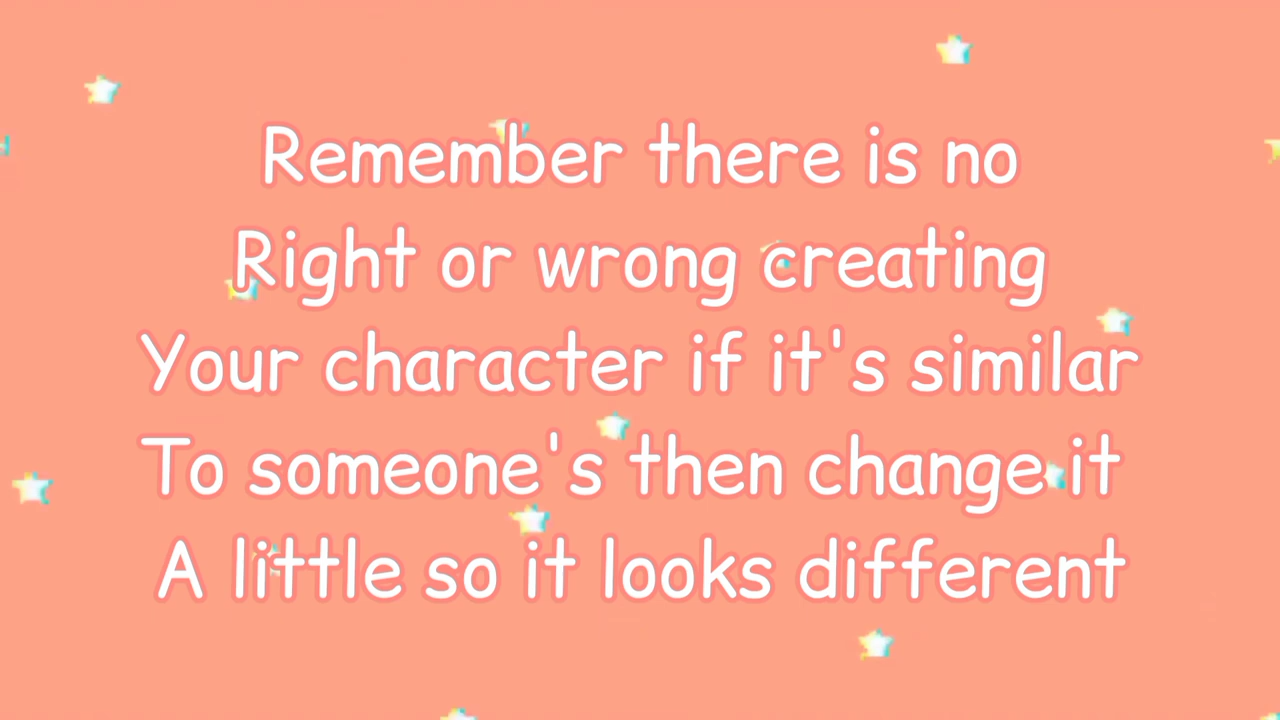 Remember there is no
Right or wrong creating
Your character if it's similar
To someone's then change it
A little so it looks different